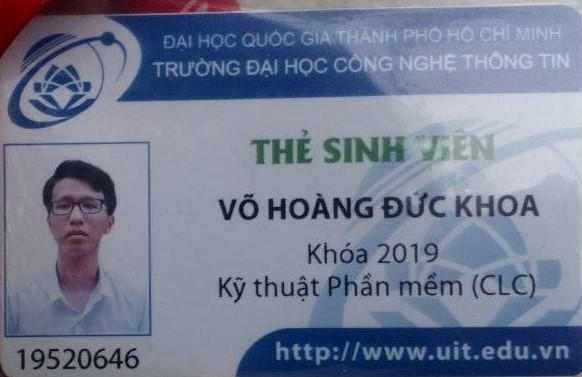 ĐẠI HỌC QUỐC GIA THÀNH PHỐ HỒ CHÍ MINH
TRƯỜNG ĐẠI HỌC CÔNG NGHỆ THÔNG TIN
THẺ SINH VIÊN
VÕ HOÀNG ĐỨC KHOA
Khóa 2019
Kỹ thuật Phần mềm (CLC)
19520646
http://www.uit.edu.vn